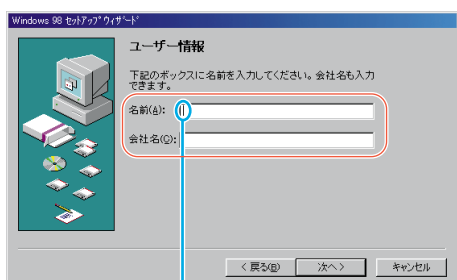 Windows 98 ｾｯﾄｱｯﾌﾟ ｳｨｻﾞｰﾄﾞ
ユーザー情報
下記のボックスに名前を入力してください。会社名も入力
できます。
名前(A):
会社名(O):
< 戻る(B)
次へ >
キャンセル